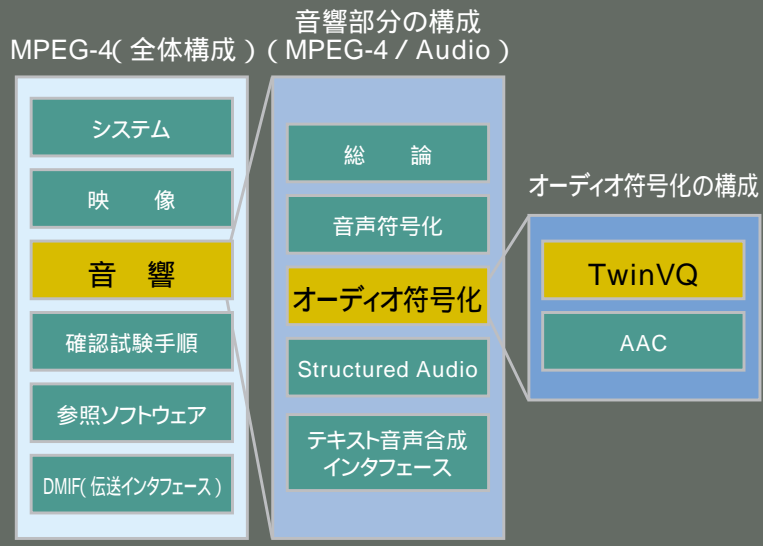 音響部分の構成
MPEG-4( 全体構成 ) ( MPEG-4 / Audio )
システム
映 像
音 響
確認試験手順
参照ソフトウェア
DMIF( 伝送インタフェース )
総 論
音声符号化
オーディオ符号化
Structured Audio
テキスト音声合成
インタフェース
オーディオ符号化の構成
TwinVQ
AAC